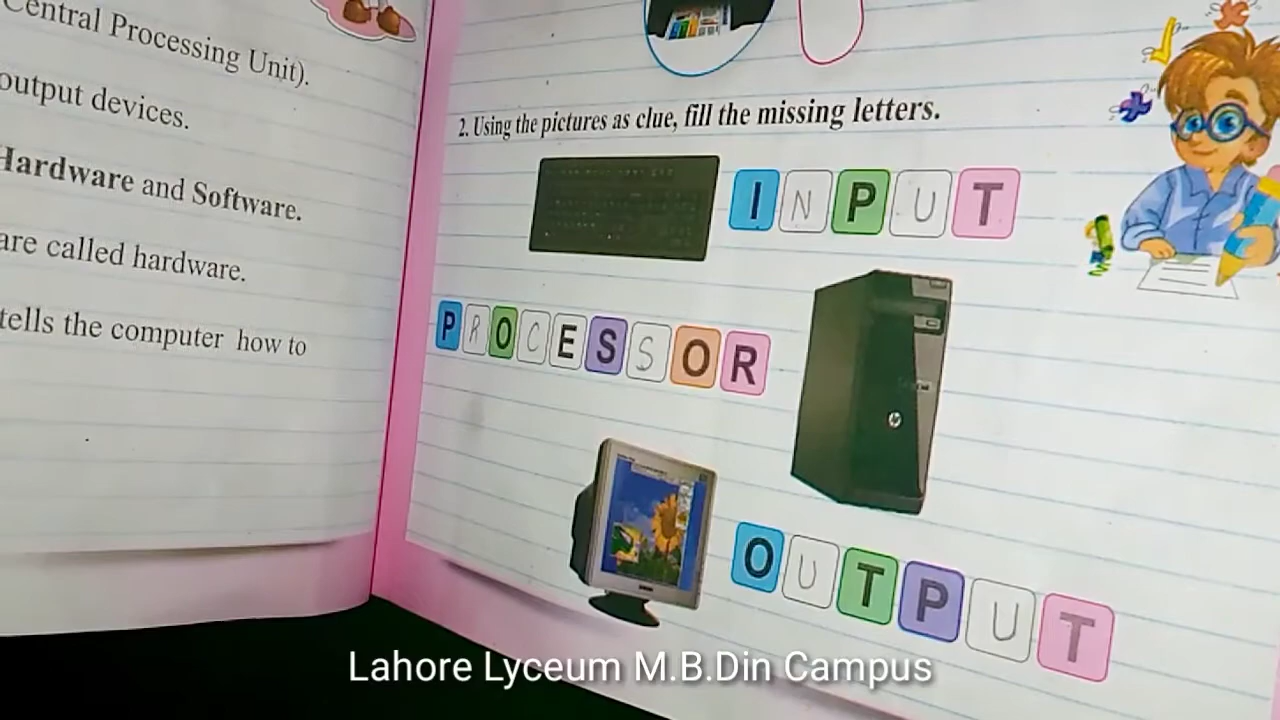 Central Processing Unit).
output devices.
Hardware and Software.
are called hardware.
tells the computer how to
2. Using the pictures as clue, fill the missing letters.
INPUT
PROCESSOR
hp
OUTPUT
Lahore Lyceum M.B.Din Campus